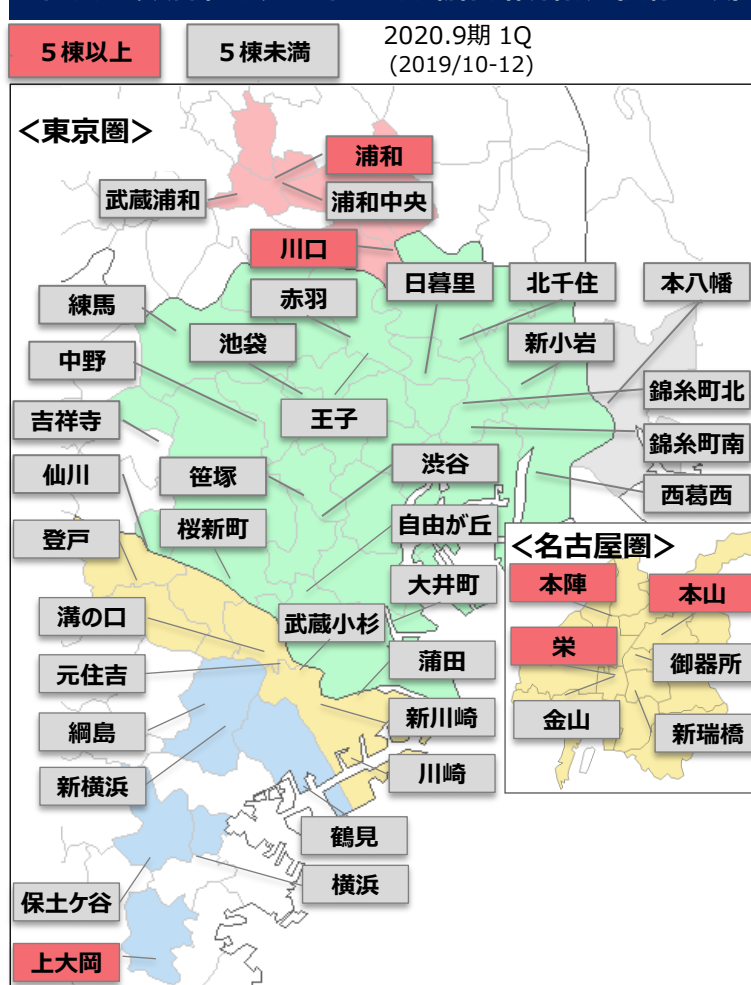 5棟以上
5棟未満
2020.9期 1Q
(2019/10-12)
<東京圏>
浦和
武蔵浦和
浦和中央
川口
日暮里
北千住
本八幡
赤羽
練馬
池袋
新小岩
中野
錦糸町北
王子
吉祥寺
錦糸町南
渋谷
仙川
笹塚
西葛西
桜新町
自由が丘
登戸
<名古屋圏>
大井町
本陣
本山
溝の口
武蔵小杉
栄
御器所
元住吉
蒲田
綱島
新川崎
金山
新瑞橋
新横浜
川崎
鶴見
横浜
保土ケ谷
上大岡